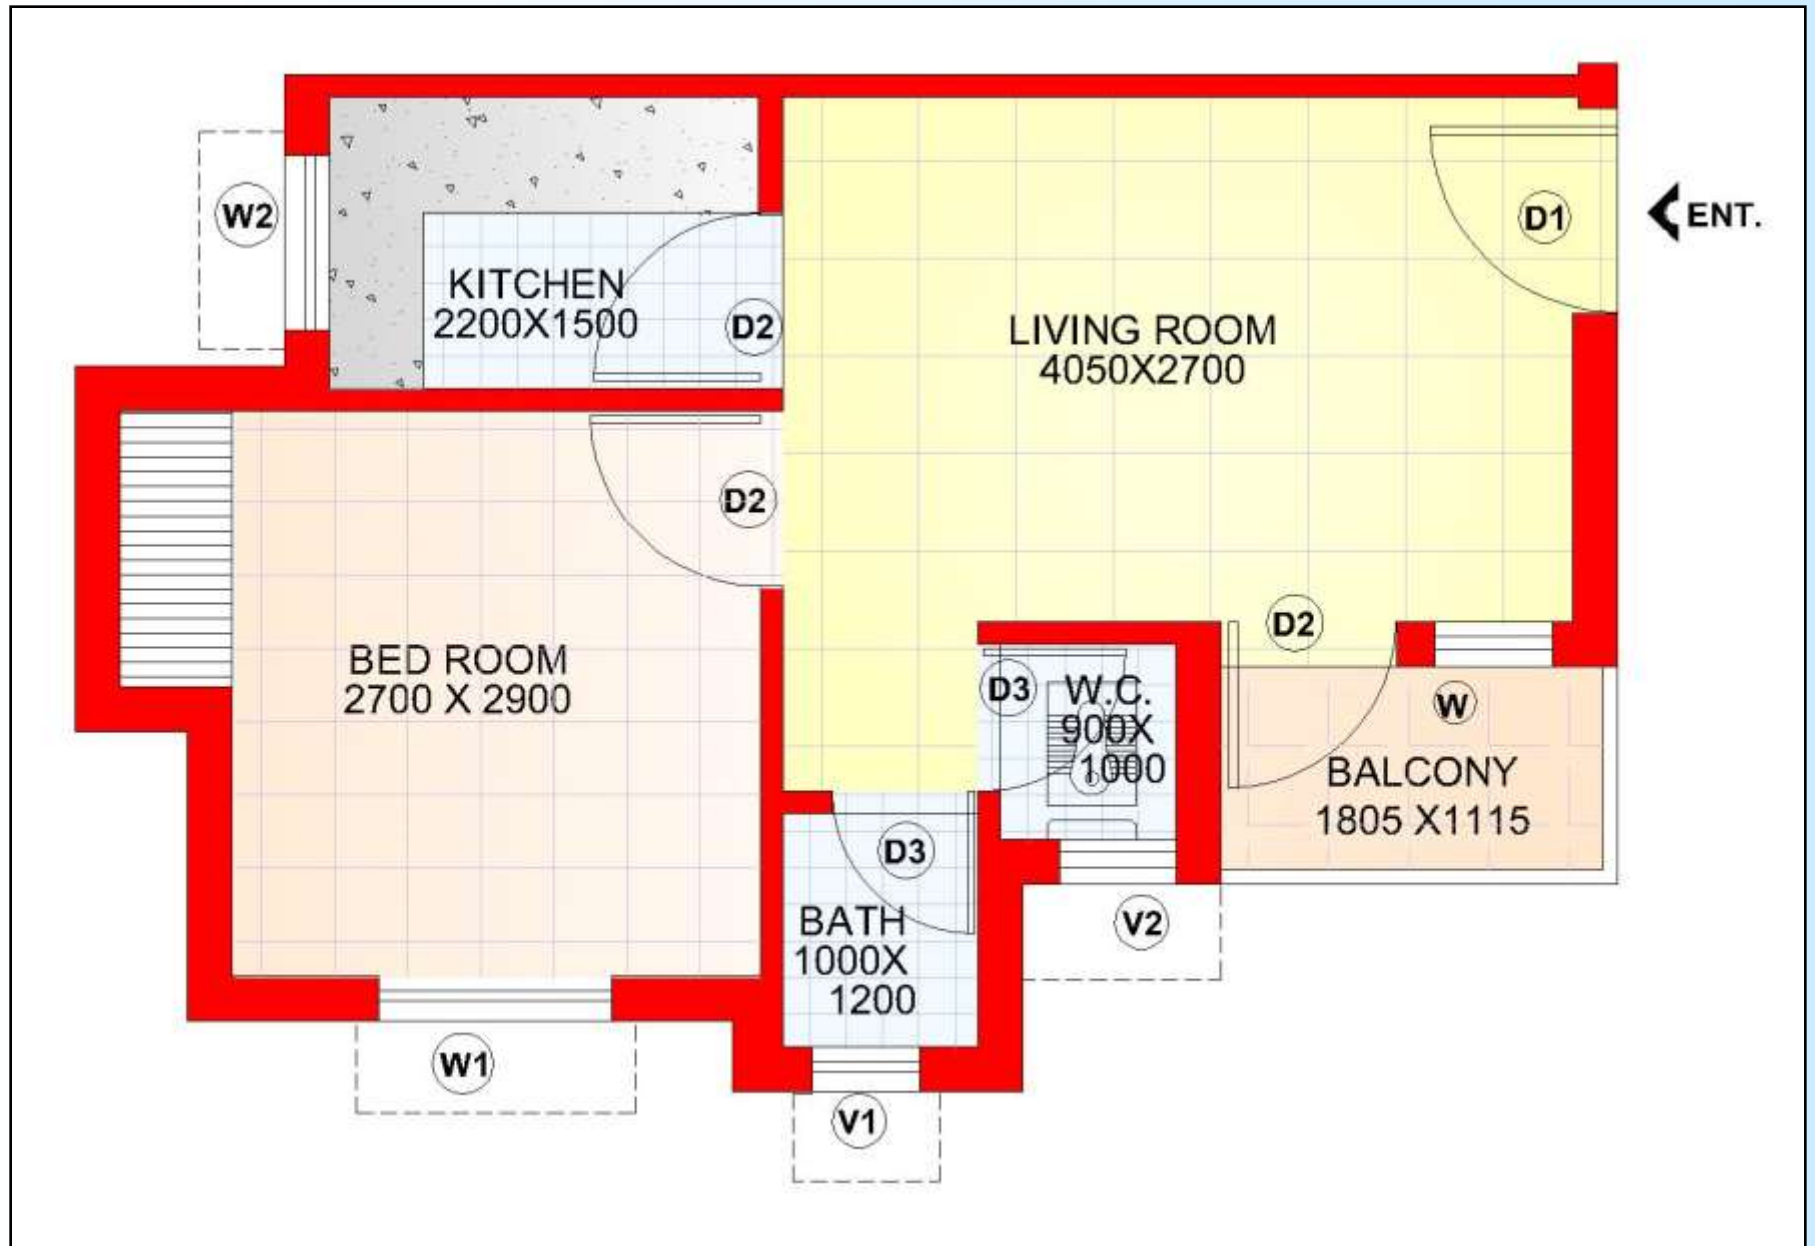 W2
D1
ENT.
KITCHEN
2200X1500
D2
LIVING ROOM
4050X2700
D2
BED ROOM
2700 X 2900
D2
D3
W.C.
900X
1000
W
BALCONY
1805 X1115
D3
BATH
1000X
1200
V2
W1
V1